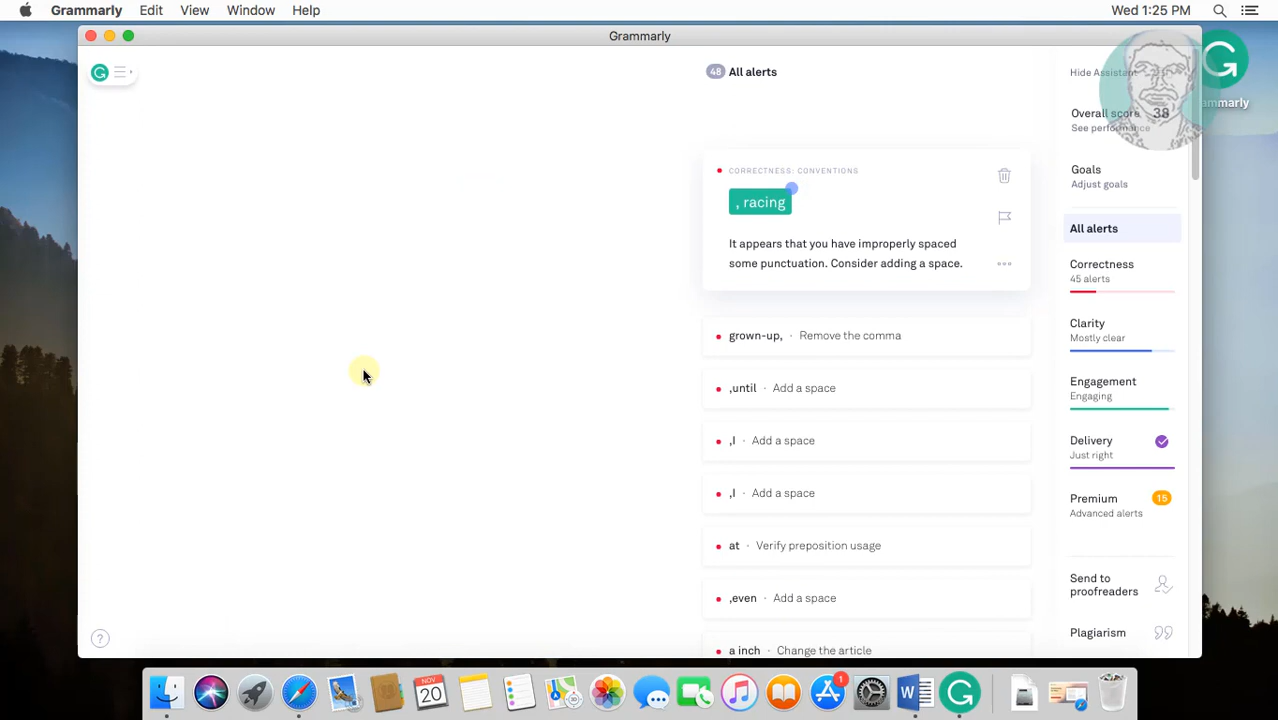 Grammarly Edit View Window Help Wed 1:25 PM
Grammarly
48 All alerts
Hide Assistant
Overall score 38
See performance
Goals
Adjust goals
All alerts
Correctness
45 alerts
Clarity
Mostly clear
Engagement
Engaging
Delivery
Just right
Premium 15
Advanced alerts
Send to
proofreaders
Plagiarism
CORRECTNESS: CONVENTIONS
, racing
It appears that you have improperly spaced
some punctuation. Consider adding a space.
grown-up, · Remove the comma
,until · Add a space
,I · Add a space
,I · Add a space
at · Verify preposition usage
,even · Add a space
a inch · Change the article
?
NOV
20
1